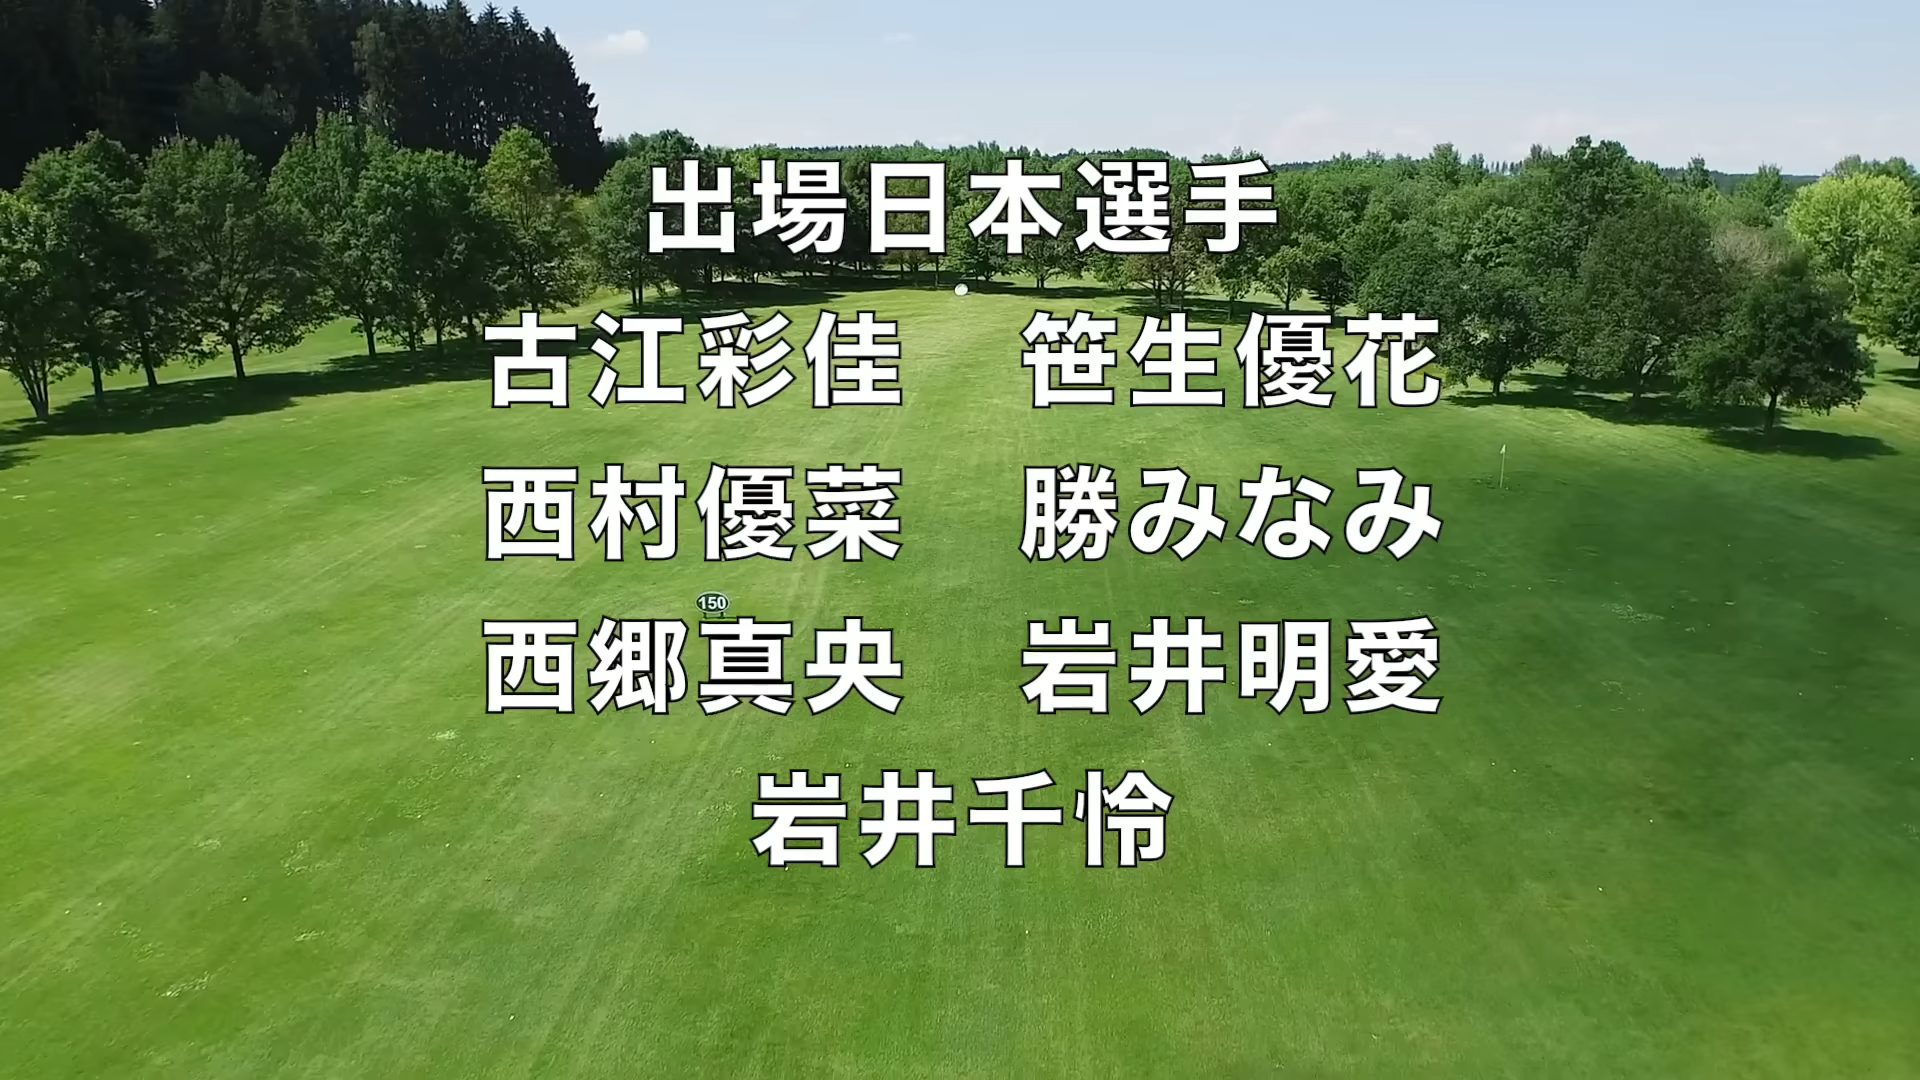 出場日本選手
古江彩佳　笹生優花
西村優菜　勝みなみ
150
西郷真央　岩井明愛
岩井千怜